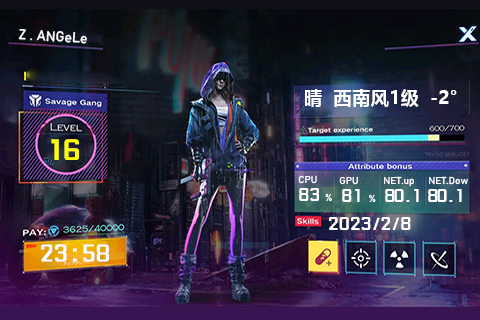 Z.ANGeLe
X
Savage Gang
LEVEL
16
晴 西南风1级 -2°
Target experience 600/700
Attribute bonus
CPU GPU NET.up NET.Dow
83 % 81 % 80.1 80.1
Skills 2023/2/8
PAY: 3625/40000
23:58